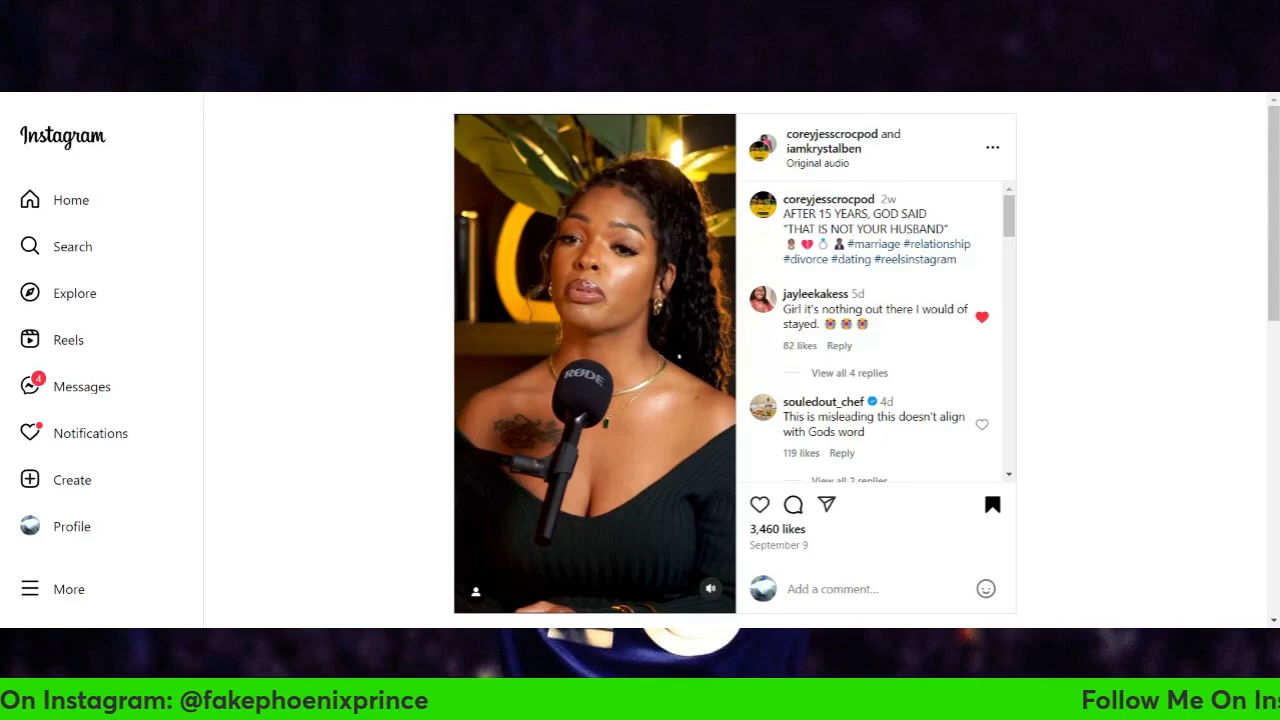 Instagram
Home
Search
Explore
Reels
4
Messages
Notifications
Create
Profile
More
RØDE
coreyjesscrocpod and
iamkrystalben
Original audio
coreyjesscrocpod 2w
AFTER 15 YEARS, GOD SAID
“THAT IS NOT YOUR HUSBAND”
#marriage #relationship
#divorce #dating #reelsinstagram
jayleekakess 5d
Girl it's nothing out there I would of
stayed.
82 likes Reply
View all 4 replies
souledout_chef 4d
This is misleading this doesn’t align
with Gods word
119 likes Reply
View all 2 replies
3,460 likes
September 9
Add a comment...
On Instagram: @fakephoenixprince
Follow Me On Ins